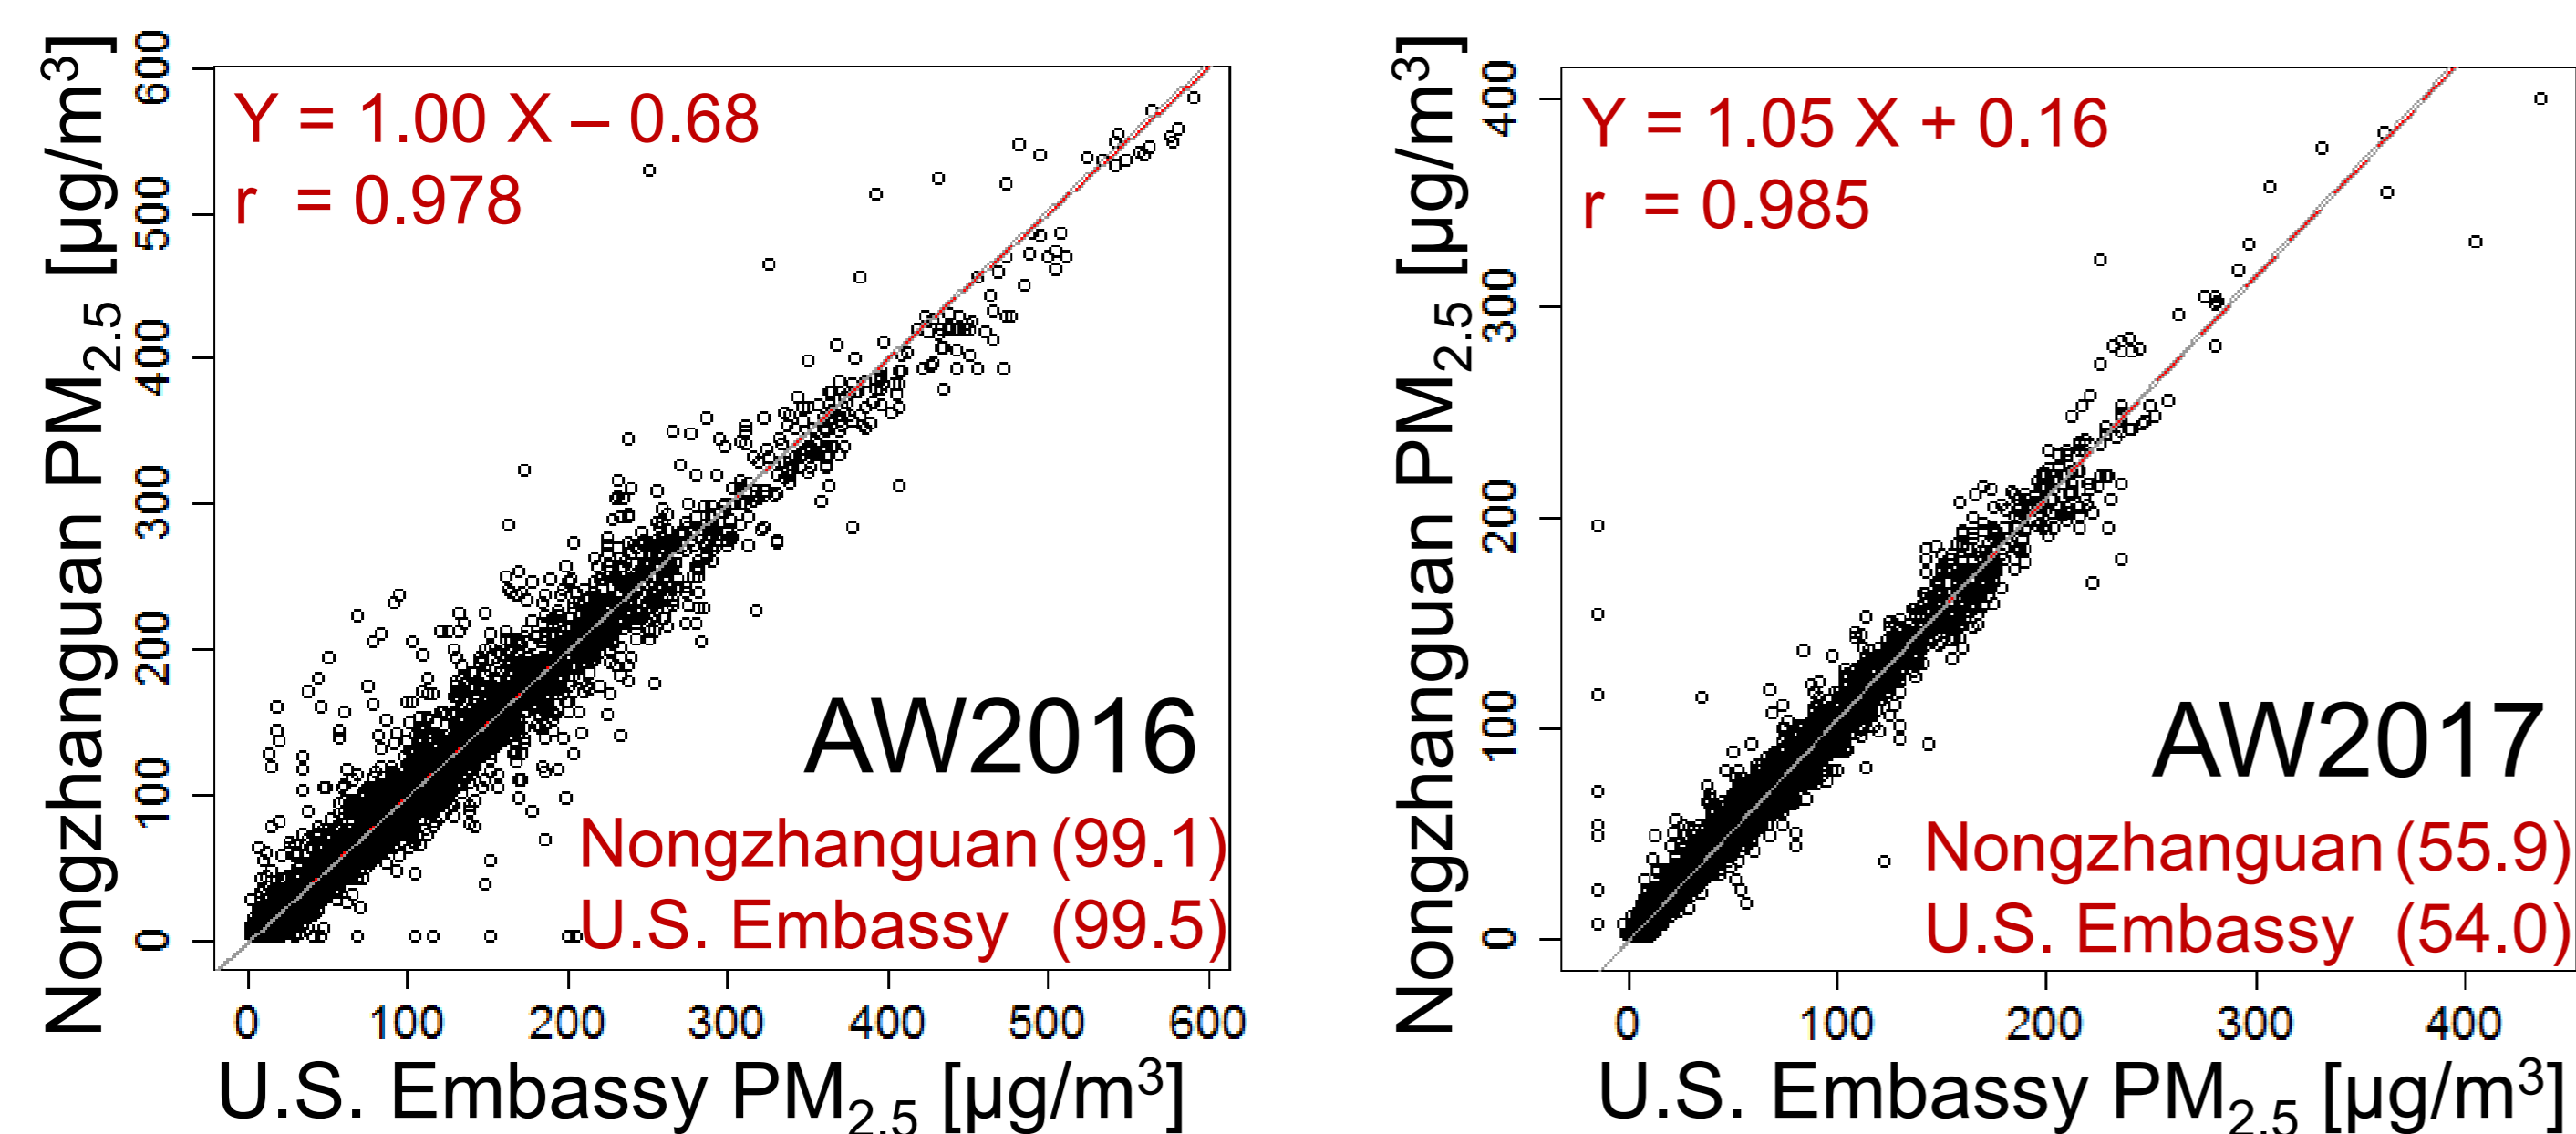 Nongzhanguan PM2.5 [µg/m³]
600
500
400
300
200
100
0
Y = 1.00 X – 0.68
r = 0.978
AW2016
Nongzhanguan (99.1)
U.S. Embassy (99.5)
0 100 200 300 400 500 600
U.S. Embassy PM2.5 [µg/m³]
Nongzhanguan PM2.5 [µg/m³]
400
300
200
100
0
Y = 1.05 X + 0.16
r = 0.985
AW2017
Nongzhanguan (55.9)
U.S. Embassy (54.0)
0 100 200 300 400
U.S. Embassy PM2.5 [µg/m³]